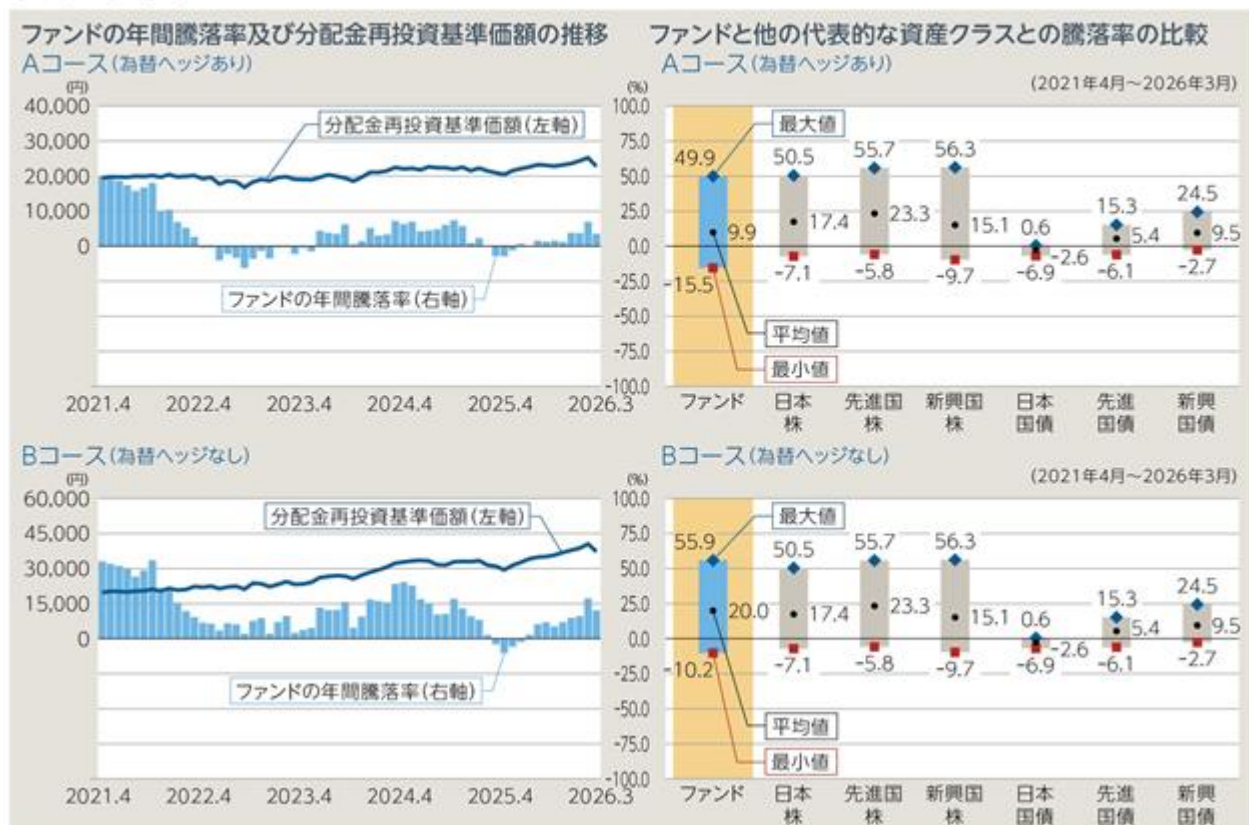 ファンドの年間騰落率及び分配金再投資基準価額の推移
Aコース(為替ヘッジあり)
(円)
(%)
40,000
30,000
20,000
10,000
0
100.0
75.0
50.0
25.0
0.0
-25.0
-50.0
-75.0
-100.0
分配金再投資基準価額(左軸)
ファンドの年間騰落率(右軸)
2021.4
2022.4
2023.4
2024.4
2025.4
2026.3
ファンドと他の代表的な資産クラスとの騰落率の比較
Aコース(為替ヘッジあり)
(2021年4月〜2026年3月)
最大値
49.9
50.5
55.7
56.3
0.6
15.3
24.5
9.9
17.4
23.3
15.1
-2.6
5.4
9.5
-15.5
-7.1
-5.8
-9.7
-6.9
-6.1
-2.7
平均値
最小値
ファンド
日本株
先進国株
新興国株
日本国債
先進国債
新興国債
Bコース(為替ヘッジなし)
(円)
(%)
60,000
45,000
30,000
15,000
0
100.0
75.0
50.0
25.0
0.0
-25.0
-50.0
-75.0
-100.0
分配金再投資基準価額(左軸)
ファンドの年間騰落率(右軸)
2021.4
2022.4
2023.4
2024.4
2025.4
2026.3
Bコース(為替ヘッジなし)
(2021年4月〜2026年3月)
最大値
55.9
50.5
55.7
56.3
0.6
15.3
24.5
20.0
17.4
23.3
15.1
-2.6
5.4
9.5
-10.2
-7.1
-5.8
-9.7
-6.9
-6.1
-2.7
平均値
最小値
ファンド
日本株
先進国株
新興国株
日本国債
先進国債
新興国債